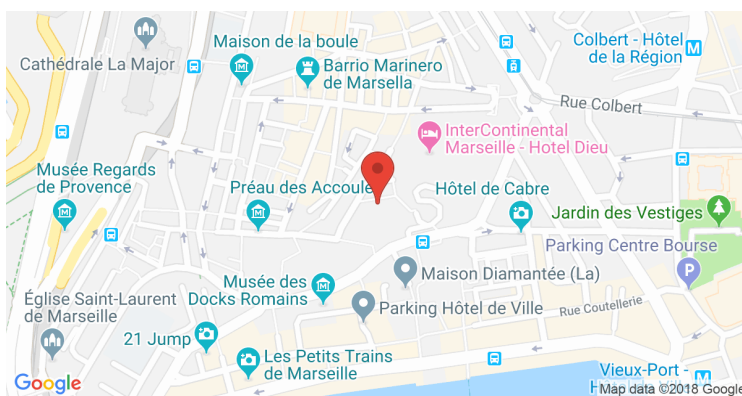 Colbert - Hôtel
de la Région
Maison de la boule
Cathédrale La Major
Barrio Marinero
de Marsella
Rue Colbert
InterContinental
Marseille - Hotel Dieu
Musée Regards
de Provence
Préau des Accoule
Hôtel de Cabre
Jardin des Vestiges
Parking Centre Bourse
P
Maison Diamantée (La)
Musée des
Docks Romains
Église Saint-Laurent
de Marseille
Parking Hôtel de Ville
Rue Coutellerie
21 Jump
Les Petits Trains
de Marseille
Vieux-Port -
Google
Map data ©2018 Google